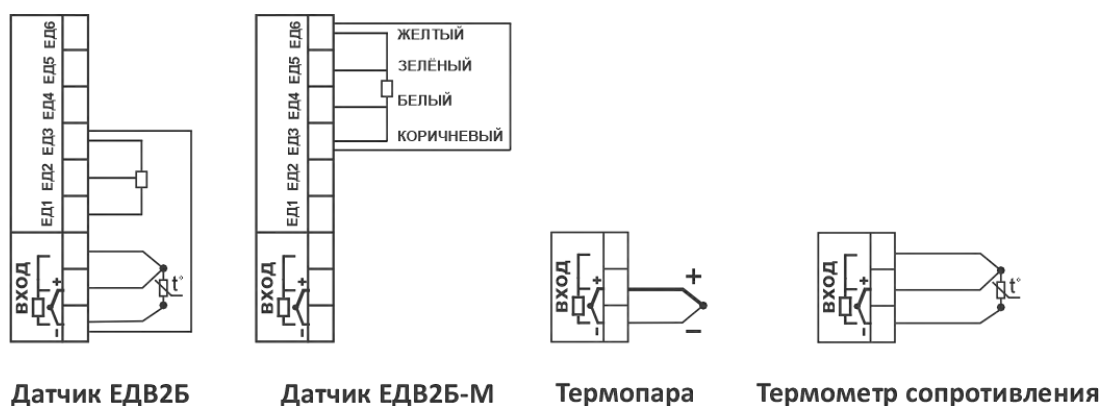 ЕД6
ЕД5
ЕД4
ЕД3
ЕД2
ЕД1
ВХОД
+
-
t°
ЕД6
ЕД5
ЕД4
ЕД3
ЕД2
ЕД1
ВХОД
+
-
ЖЕЛТЫЙ
ЗЕЛЁНЫЙ
БЕЛЫЙ
КОРИЧНЕВЫЙ
ВХОД
+
-
+
–
ВХОД
+
-
t°
Датчик ЕДВ2Б
Датчик ЕДВ2Б-М
Термопара
Термометр сопротивления